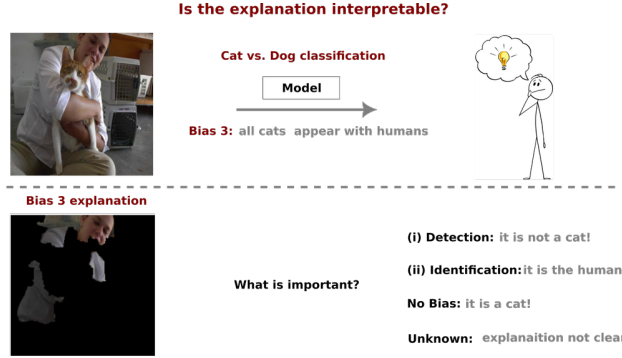 Is the explanation interpretable?
Cat vs. Dog classification
Model
Bias 3: all cats appear with humans
Bias 3 explanation
(i) Detection: it is not a cat!
What is important?
(ii) Identification: it is the human
No Bias: it is a cat!
Unknown: explanaition not clear